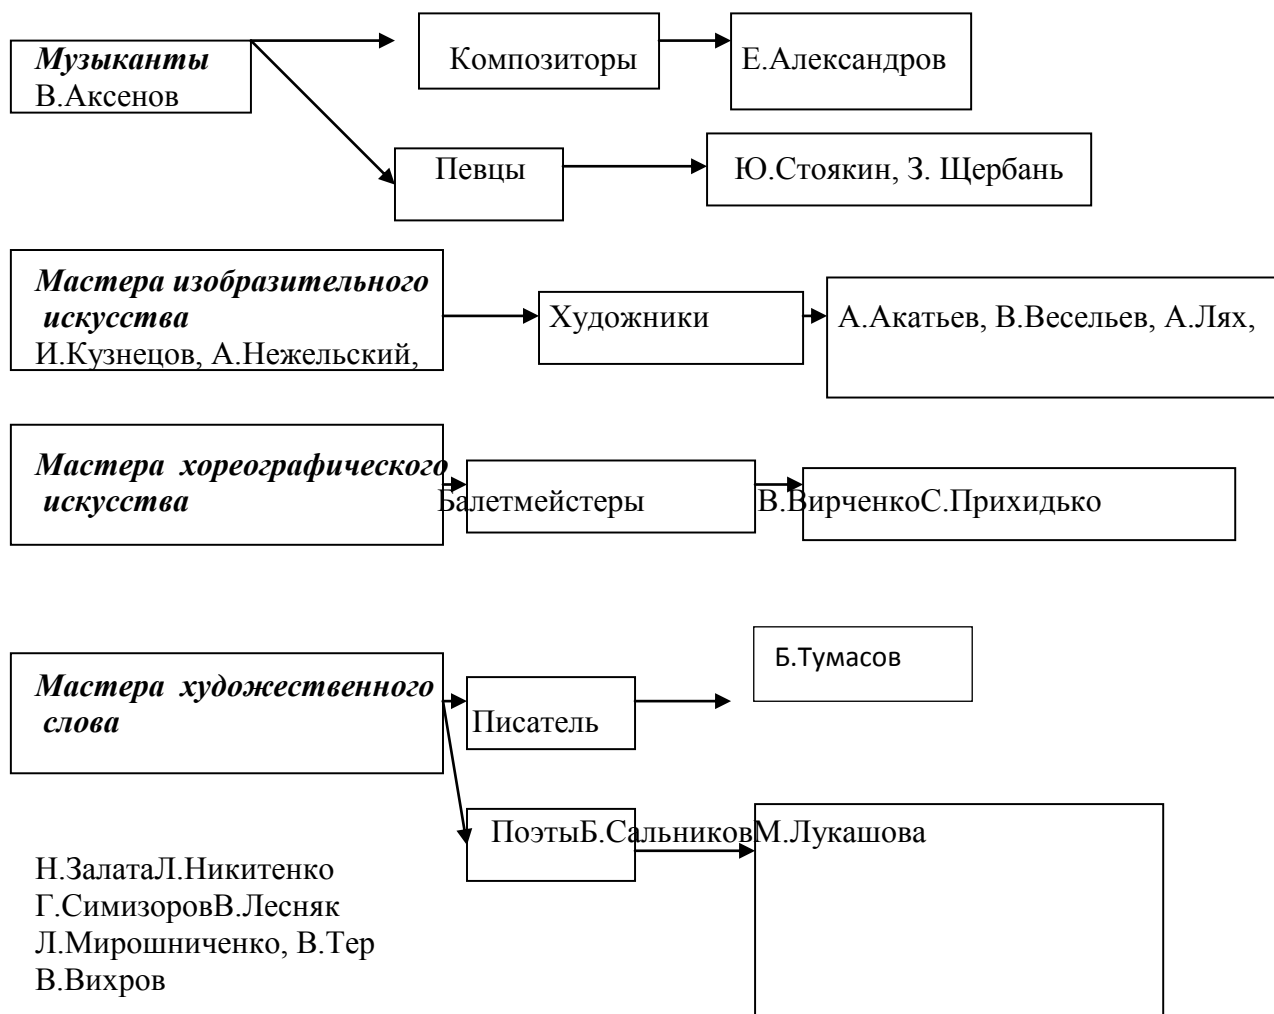 Музыканты
В.Аксенов
Композиторы
Е.Александров
Певцы
Ю.Стоякин, З. Щербань
Мастера изобразительного
искусства
И.Кузнецов, А.Нежельский,
Художники
А.Акатьев, В.Весельев, А.Лях,
Мастера хореографического
искусства
Балетмейстеры
В.ВирченкоС.Прихидько
Мастера художественного
слова
Писатель
Б.Тумасов
ПоэтыБ.СальниковМ.Лукашова
Н.ЗалатаЛ.Никитенко
Г.СимизоровВ.Лесняк
Л.Мирошниченко, В.Тер
В.Вихров